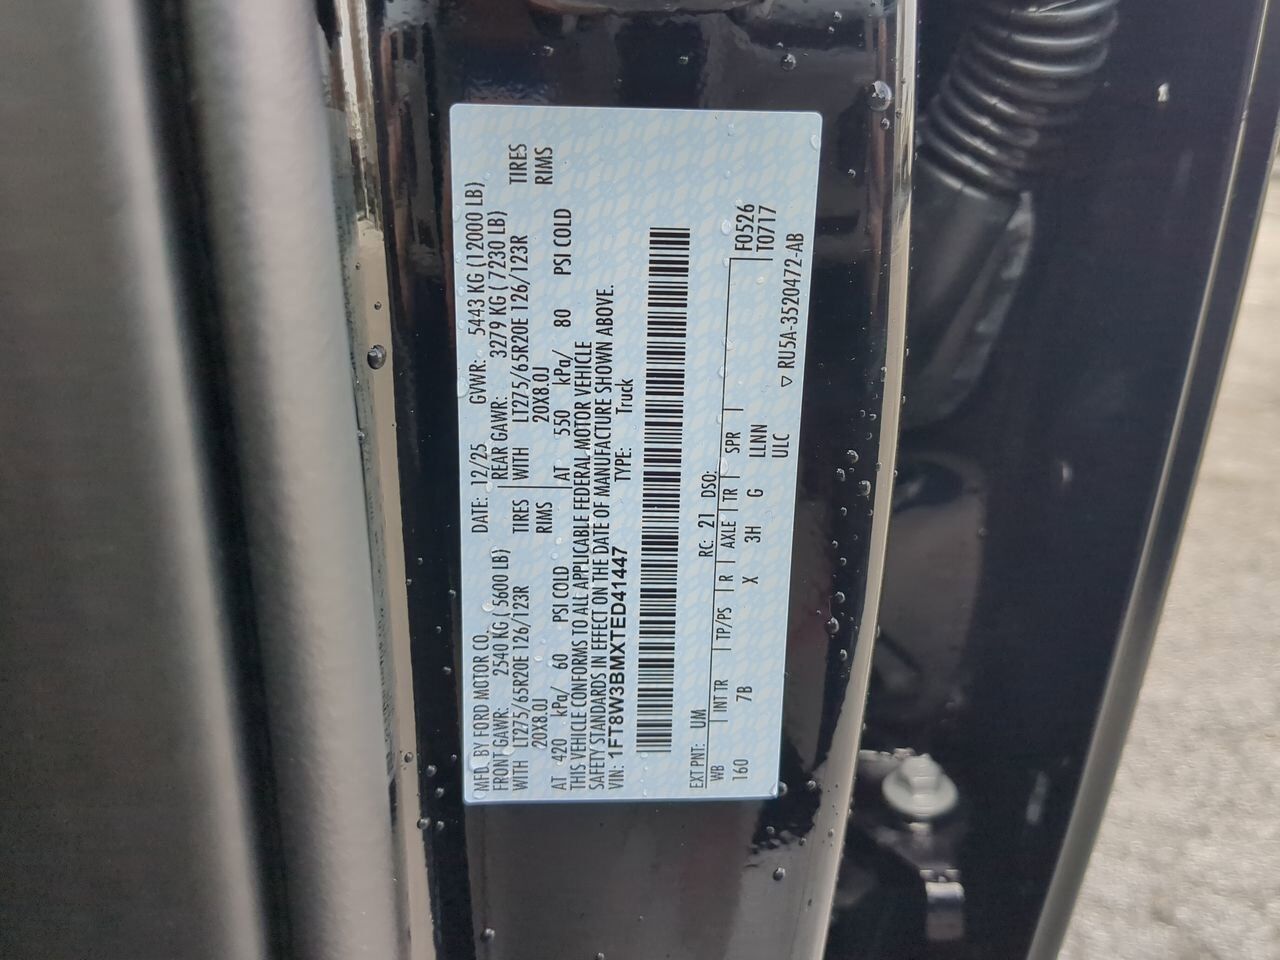 MFD. BY FORD MOTOR CO.
DATE: 12/25 GVWR: 5443 KG (12000 LB)
FRONT GAWR: 2540 KG ( 5600 LB) REAR GAWR: 3279 KG ( 7230 LB)
WITH LT275/65R20E 126/123R TIRES WITH LT275/65R20E 126/123R TIRES
20X8.0J RIMS 20X8.0J RIMS
AT 420 kPa/ 60 PSI COLD AT 550 kPa/ 80 PSI COLD
THIS VEHICLE CONFORMS TO ALL APPLICABLE FEDERAL MOTOR VEHICLE
SAFETY STANDARDS IN EFFECT ON THE DATE OF MANUFACTURE SHOWN ABOVE.
VIN: 1FT8W3BMXTED41447 TYPE: Truck
EXT PNT: UM RC: 21 DSO:
WB INT TR TP/PS R AXLE TR SPR F0526
160 7B X 3H G LLNN T0717
ULC ▽ RU5A-3520472-AB